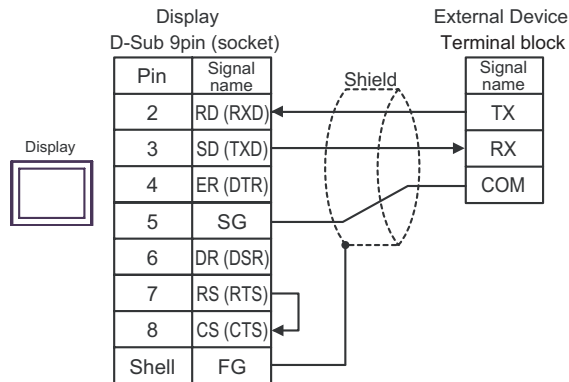 Display
D-Sub 9pin (socket)
External Device
Terminal block
Pin Signal name
2 RD (RXD)
3 SD (TXD)
4 ER (DTR)
5 SG
6 DR (DSR)
7 RS (RTS)
8 CS (CTS)
Shell FG
Display
Shield
Signal name
TX
RX
COM